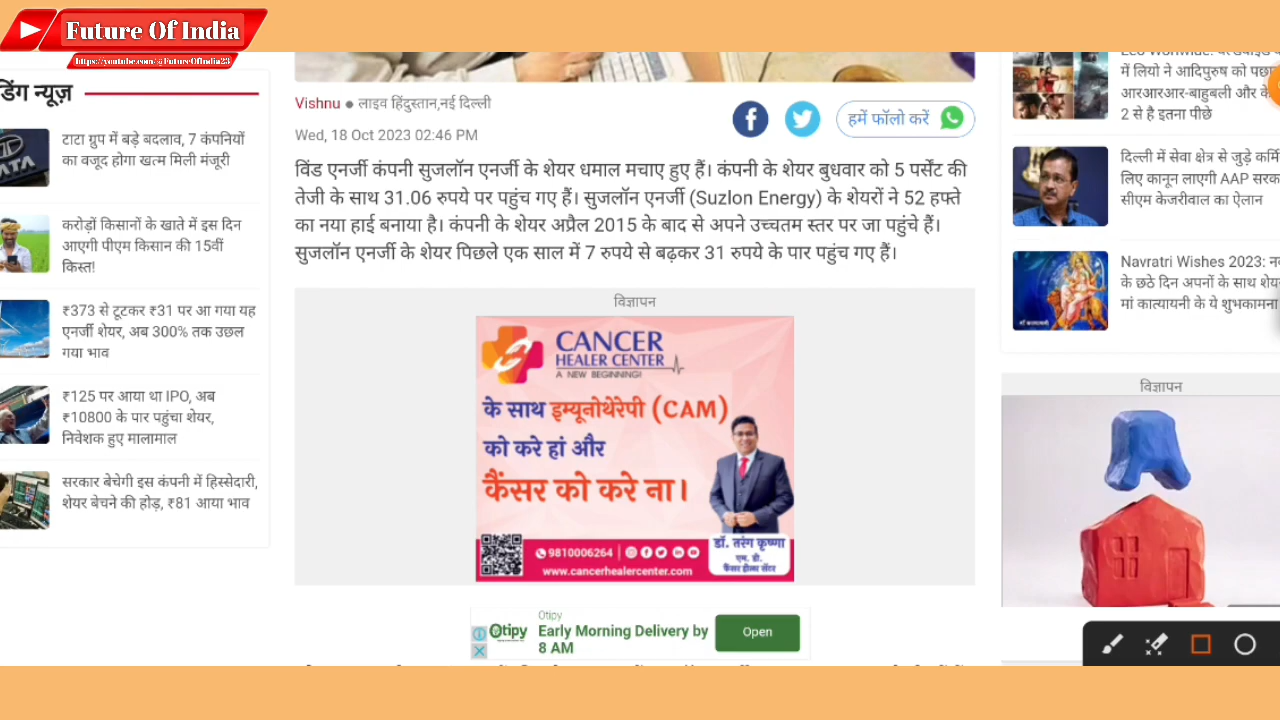 Future Of India
https://youtube.com/@FutureOfIndia23
डिंग न्यूज़
टाटा ग्रुप में बड़े बदलाव, 7 कंपनियों
का वजूद होगा खत्म मिली मंजूरी
करोड़ों किसानों के खाते में इस दिन
आएगी पीएम किसान की 15वीं
किस्त!
₹373 से टूटकर ₹31 पर आ गया यह
एनर्जी शेयर, अब 300% तक उछल
गया भाव
₹125 पर आया था IPO, अब
₹10800 के पार पहुंचा शेयर,
निवेशक हुए मालामाल
सरकार बेचेगी इस कंपनी में हिस्सेदारी,
शेयर बेचने की होड़, ₹81 आया भाव
Vishnu ● लाइव हिंदुस्तान,नई दिल्ली
Wed, 18 Oct 2023 02:46 PM
हमें फॉलो करें
विंड एनर्जी कंपनी सुजलॉन एनर्जी के शेयर धमाल मचाए हुए हैं। कंपनी के शेयर बुधवार को 5 पर्सेंट की
तेजी के साथ 31.06 रुपये पर पहुंच गए हैं। सुजलॉन एनर्जी (Suzlon Energy) के शेयरों ने 52 हफ्ते
का नया हाई बनाया है। कंपनी के शेयर अप्रैल 2015 के बाद से अपने उच्चतम स्तर पर जा पहुंचे हैं।
सुजलॉन एनर्जी के शेयर पिछले एक साल में 7 रुपये से बढ़कर 31 रुपये के पार पहुंच गए हैं।
विज्ञापन
CANCER
HEALER CENTER
A NEW BEGINNING!
के साथ इम्यूनोथेरेपी (CAM)
को करे हां और
कैंसर को करे ना।
डॉ. तरंग कृष्णा
एम. डी.
कैंसर हीलर सेंटर
9810006264
www.cancerhealercenter.com
Otipy
Otipy
Early Morning Delivery by
8 AM
Open
में लियो ने आदिपुरुष को पछा
आरआरआर-बाहुबली और के
2 से है इतना पीछे
दिल्ली में सेवा क्षेत्र से जुड़े कर्मि
लिए कानून लाएगी AAP सरक
सीएम केजरीवाल का ऐलान
Navratri Wishes 2023: नव
के छठे दिन अपनों के साथ शेय
मां कात्यायनी के ये शुभकामना
विज्ञापन